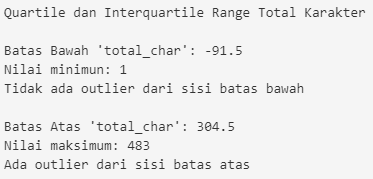 Quartile dan Interquartile Range Total Karakter
Batas Bawah 'total_char': -91.5
Nilai minimun: 1
Tidak ada outlier dari sisi batas bawah
Batas Atas 'total_char': 304.5
Nilai maksimum: 483
Ada outlier dari sisi batas atas